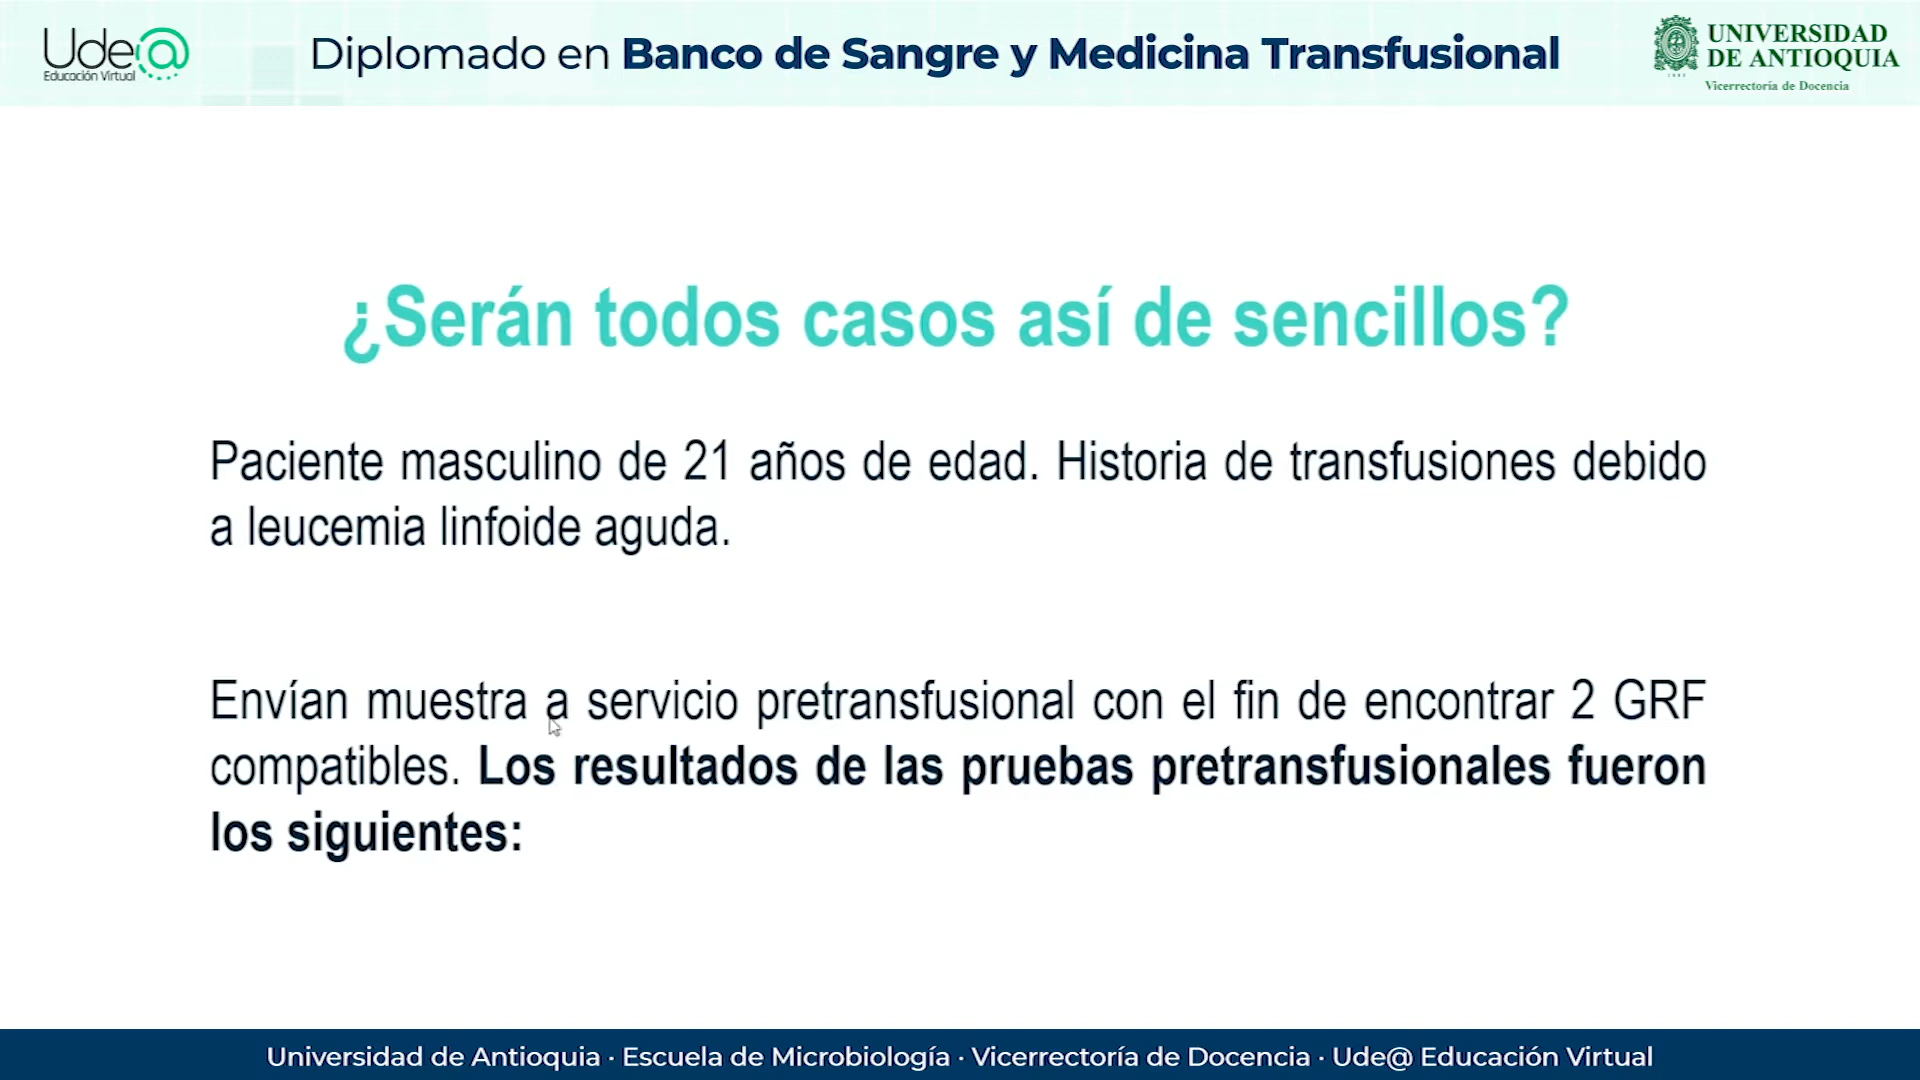 Ude@
Educación Virtual
Diplomado en Banco de Sangre y Medicina Transfusional
UNIVERSIDAD
DE ANTIOQUIA
1803
Vicerrectoría de Docencia
¿Serán todos casos así de sencillos?
Paciente masculino de 21 años de edad. Historia de transfusiones debido
a leucemia linfoide aguda.
Envían muestra a servicio pretransfusional con el fin de encontrar 2 GRF
compatibles. Los resultados de las pruebas pretransfusionales fueron
los siguientes:
Universidad de Antioquia · Escuela de Microbiología · Vicerrectoría de Docencia · Ude@ Educación Virtual